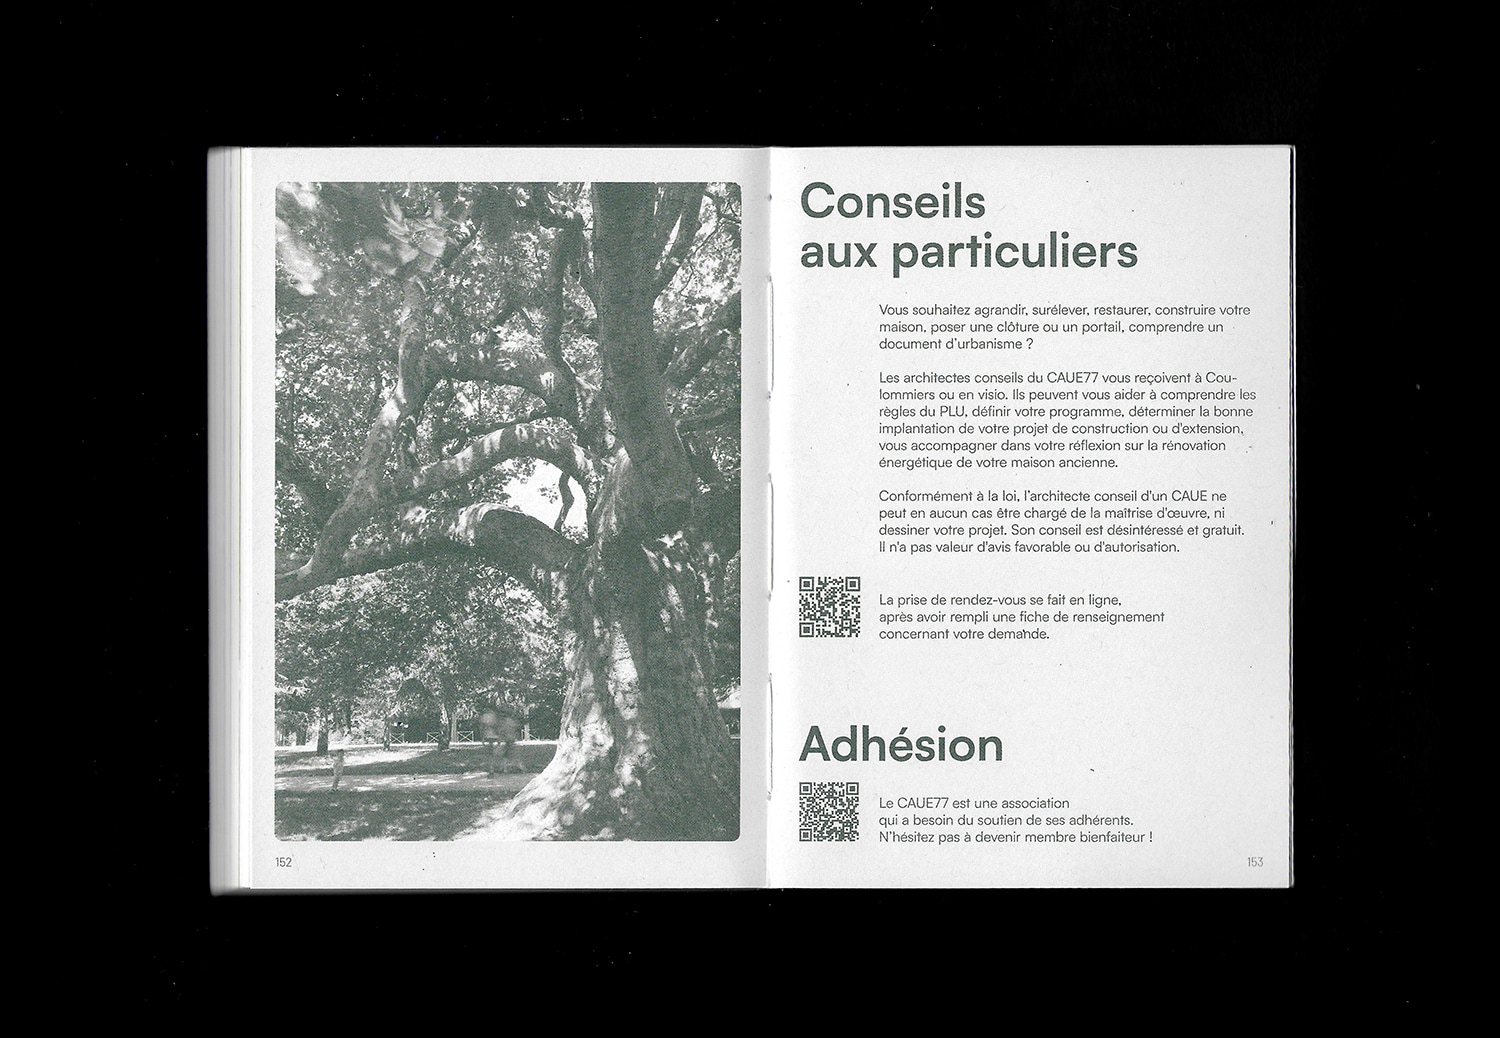 152
Conseils
aux particuliers
Vous souhaitez agrandir, surélever, restaurer, construire votre
maison, poser une clôture ou un portail, comprendre un
document d'urbanisme ?
Les architectes conseils du CAUE77 vous reçoivent à Cou-
lommiers ou en visio. Ils peuvent vous aider à comprendre les
règles du PLU, définir votre programme, déterminer la bonne
implantation de votre projet de construction ou d'extension,
vous accompagner dans votre réflexion sur la rénovation
énergétique de votre maison ancienne.
Conformément à la loi, l'architecte conseil d'un CAUE ne
peut en aucun cas être chargé de la maîtrise d'œuvre, ni
dessiner votre projet. Son conseil est désintéressé et gratuit.
Il n'a pas valeur d'avis favorable ou d'autorisation.
La prise de rendez-vous se fait en ligne,
après avoir rempli une fiche de renseignement
concernant votre demande.
Adhésion
Le CAUE77 est une association
qui a besoin du soutien de ses adhérents.
N'hésitez pas à devenir membre bienfaiteur !
153